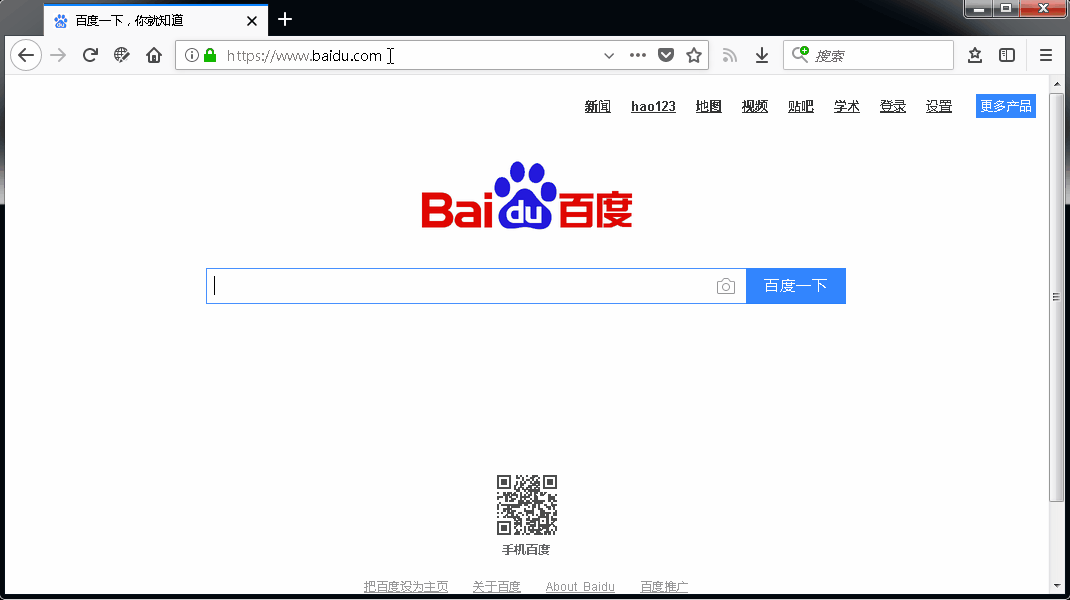 百度一下，你就知道
https://www.baidu.com
搜索
新闻 hao123 地图 视频 贴吧 学术 登录 设置 更多产品
Bai du 百度
百度一下
手机百度
把百度设为主页 关于百度 About Baidu 百度推广